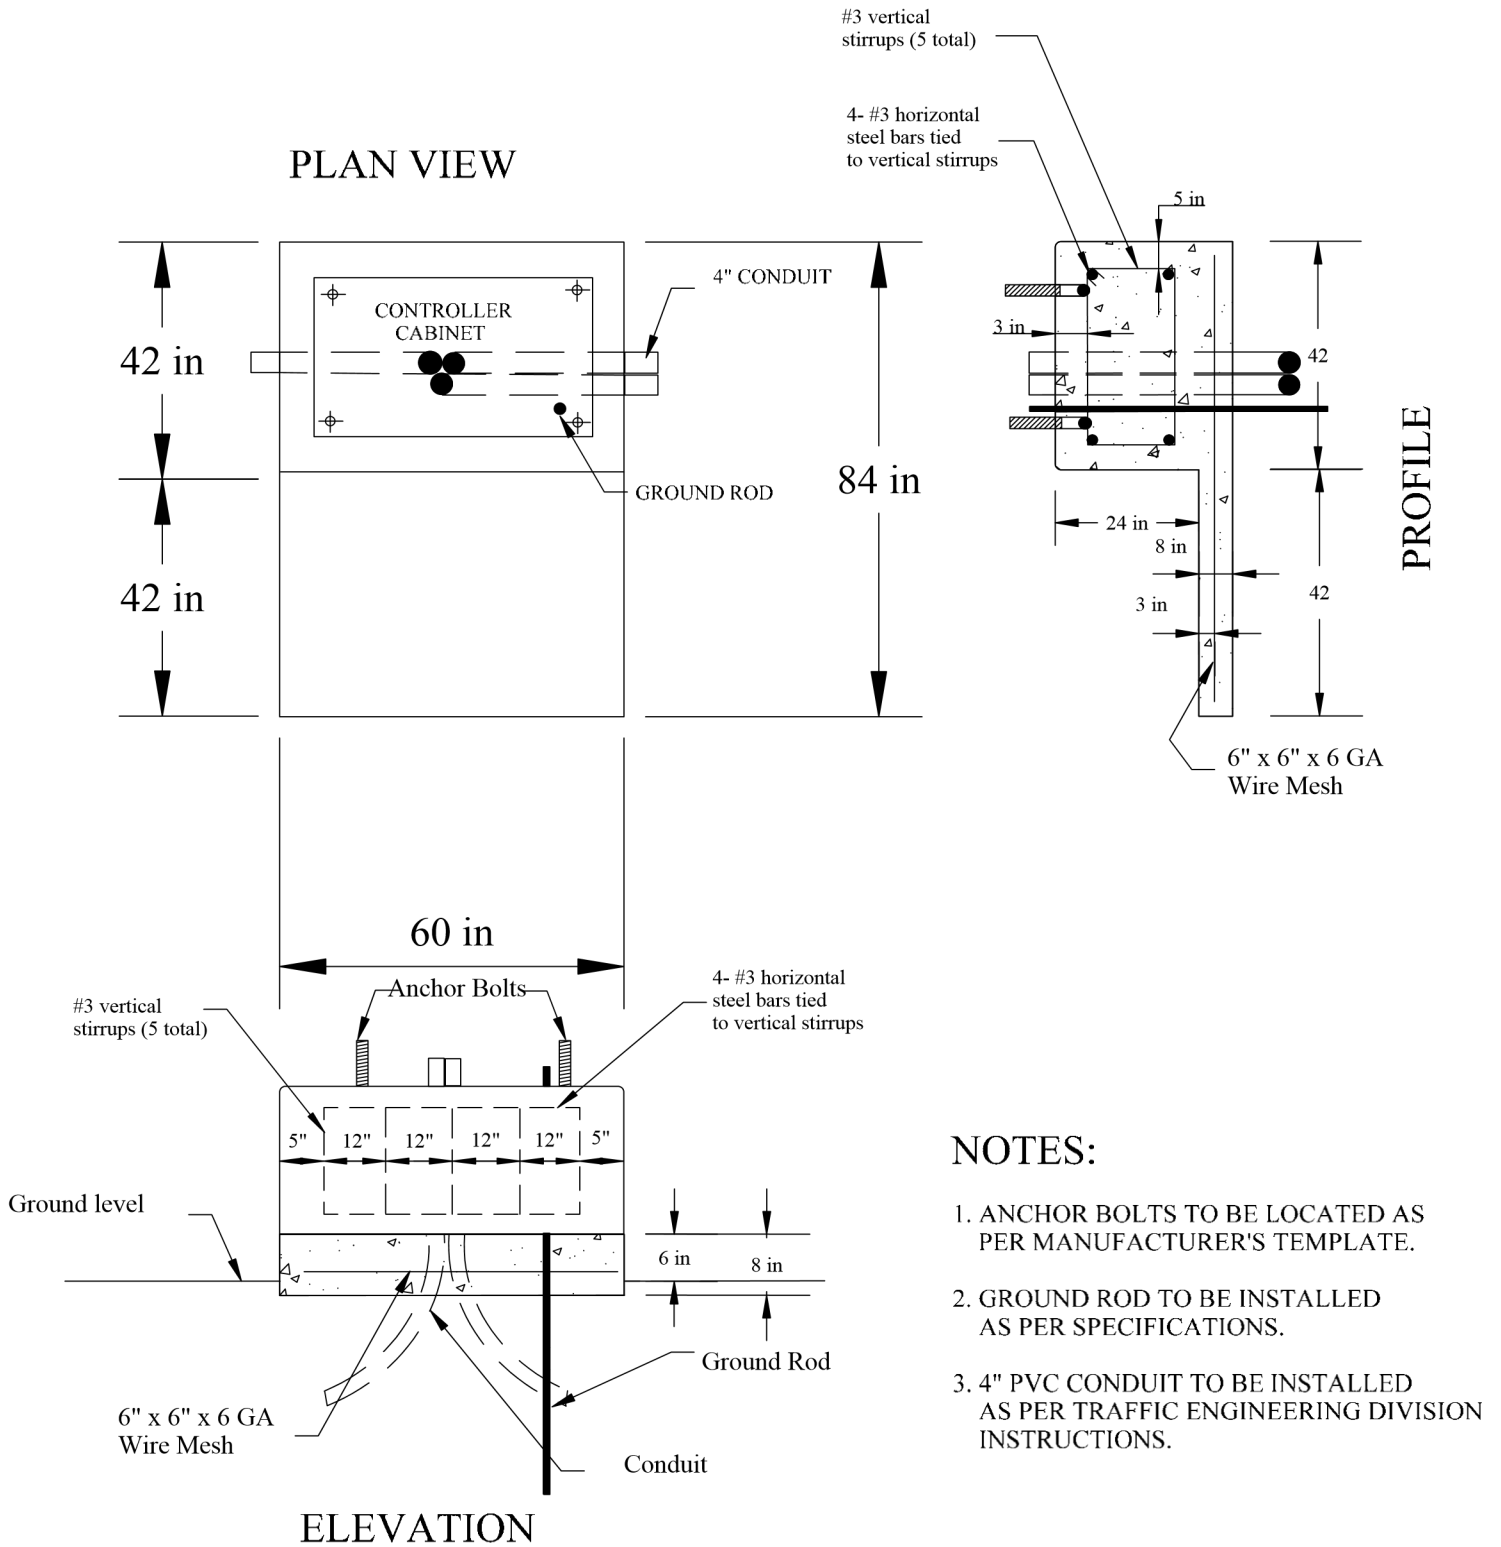 #3 vertical
stirrups (5 total)
4- #3 horizontal
steel bars tied
to vertical stirrups
PLAN VIEW
5 in
4" CONDUIT
CONTROLLER
CABINET
3 in
42 in
42
84 in
GROUND ROD
PROFILE
24 in
8 in
42 in
3 in
42
6" x 6" x 6 GA
Wire Mesh
60 in
Anchor Bolts
4- #3 horizontal
steel bars tied
to vertical stirrups
#3 vertical
stirrups (5 total)
5" 12" 12" 12" 12" 5"
Ground level
6 in
8 in
Ground Rod
6" x 6" x 6 GA
Wire Mesh
Conduit
ELEVATION
NOTES:
1. ANCHOR BOLTS TO BE LOCATED AS
PER MANUFACTURER'S TEMPLATE.
2. GROUND ROD TO BE INSTALLED
AS PER SPECIFICATIONS.
3. 4" PVC CONDUIT TO BE INSTALLED
AS PER TRAFFIC ENGINEERING DIVISION
INSTRUCTIONS.